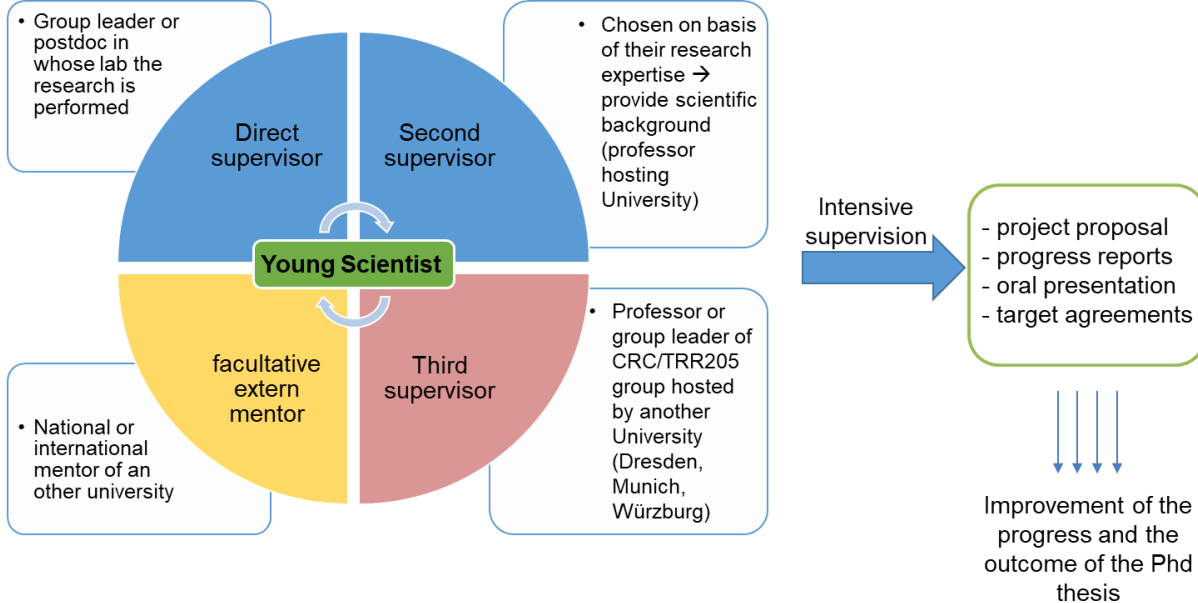 • Group leader or
postdoc in
whose lab the
research is
performed
Direct
supervisor
Second
supervisor
• Chosen on basis
of their research
expertise →
provide scientific
background
(professor
hosting
University)
Young Scientist
facultative
extern
mentor
Third
supervisor
• National or
international
mentor of an
other university
• Professor or
group leader of
CRC/TRR205
group hosted
by another
University
(Dresden,
Munich,
Würzburg)
Intensive
supervision
- project proposal
- progress reports
- oral presentation
- target agreements
Improvement of the
progress and the
outcome of the Phd
thesis